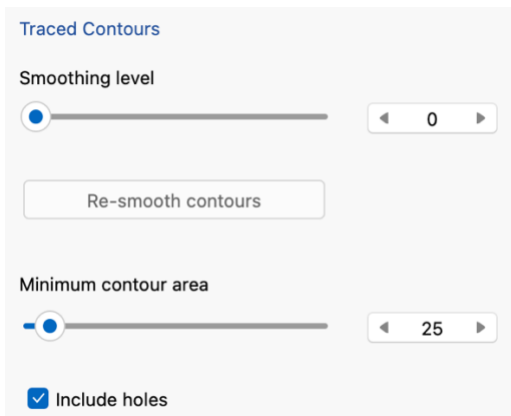 Traced Contours
Smoothing level
0
Re-smooth contours
Minimum contour area
25
Include holes